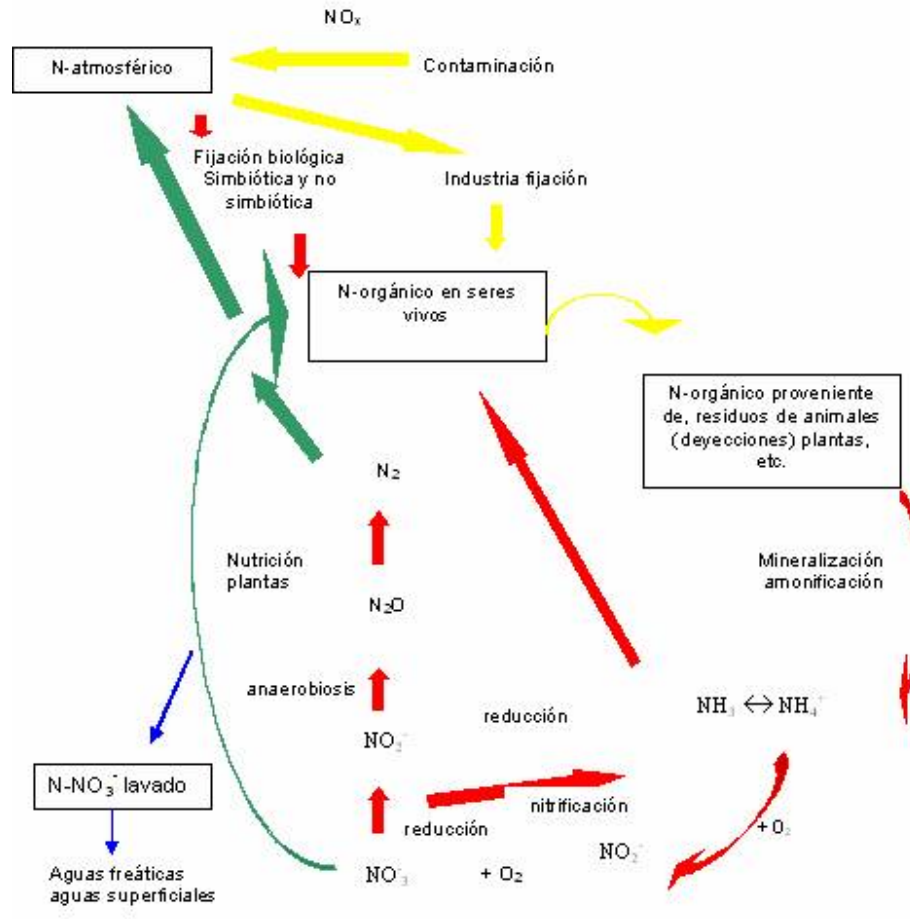 NOₓ
N-atmosférico
Contaminación
Fijación biológica
Simbiótica y no
simbiótica
Industria fijación
N-orgánico en seres
vivos
N-orgánico proveniente
de, residuos de animales
(deyecciones) plantas,
etc.
N₂
Nutrición
plantas
Mineralización
amonificación
N₂O
anaerobiosis
reducción
NH₃ ↔ NH₄⁺
NO₂⁻
N-NO₃⁻ lavado
nitrificación
reducción
+ O₂
NO₂⁻
NO₃⁻
+ O₂
Aguas freáticas
aguas superficiales